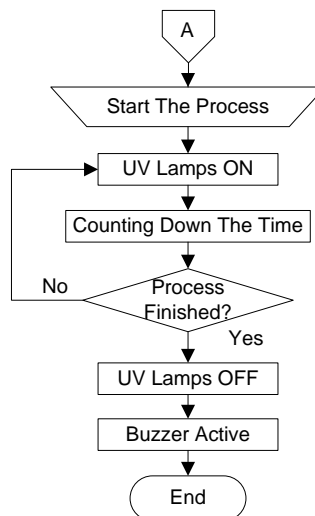 A
Start The Process
UV Lamps ON
Counting Down The Time
Process
Finished?
No
Yes
UV Lamps OFF
Buzzer Active
End